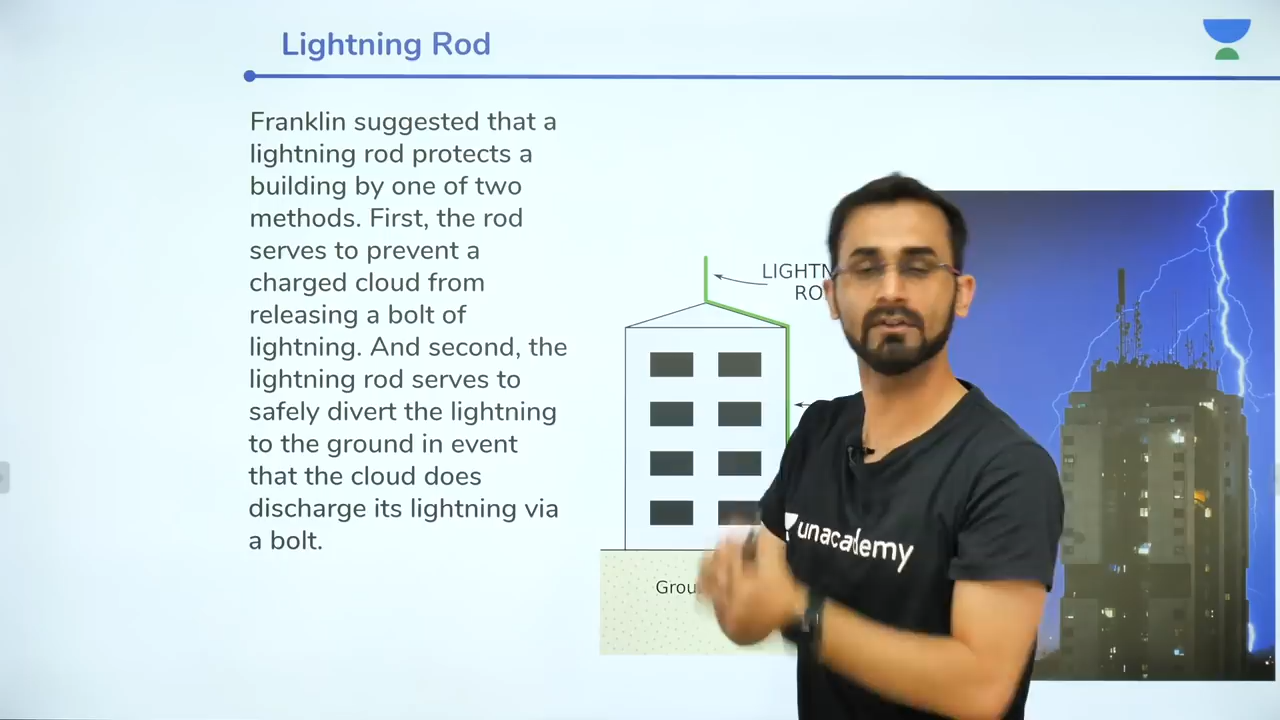 Lightning Rod
Franklin suggested that a
lightning rod protects a
building by one of two
methods. First, the rod
serves to prevent a
charged cloud from
releasing a bolt of
lightning. And second, the
lightning rod serves to
safely divert the lightning
to the ground in event
that the cloud does
discharge its lightning via
a bolt.
unacademy